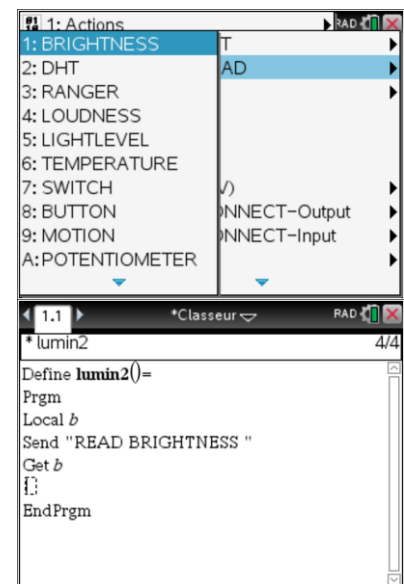 1: Actions RAD
1: BRIGHTNESS T
2: DHT AD
3: RANGER
4: LOUDNESS
5: LIGHTLEVEL
6: TEMPERATURE
7: SWITCH /)
8: BUTTON NNECT-Output
9: MOTION NNECT-Input
A: POTENTIOMETER
1.1 *Classeur RAD
* lumin2 4/4
Define lumin2()=
Prgm
Local b
Send "READ BRIGHTNESS "
Get b
EndPrgm